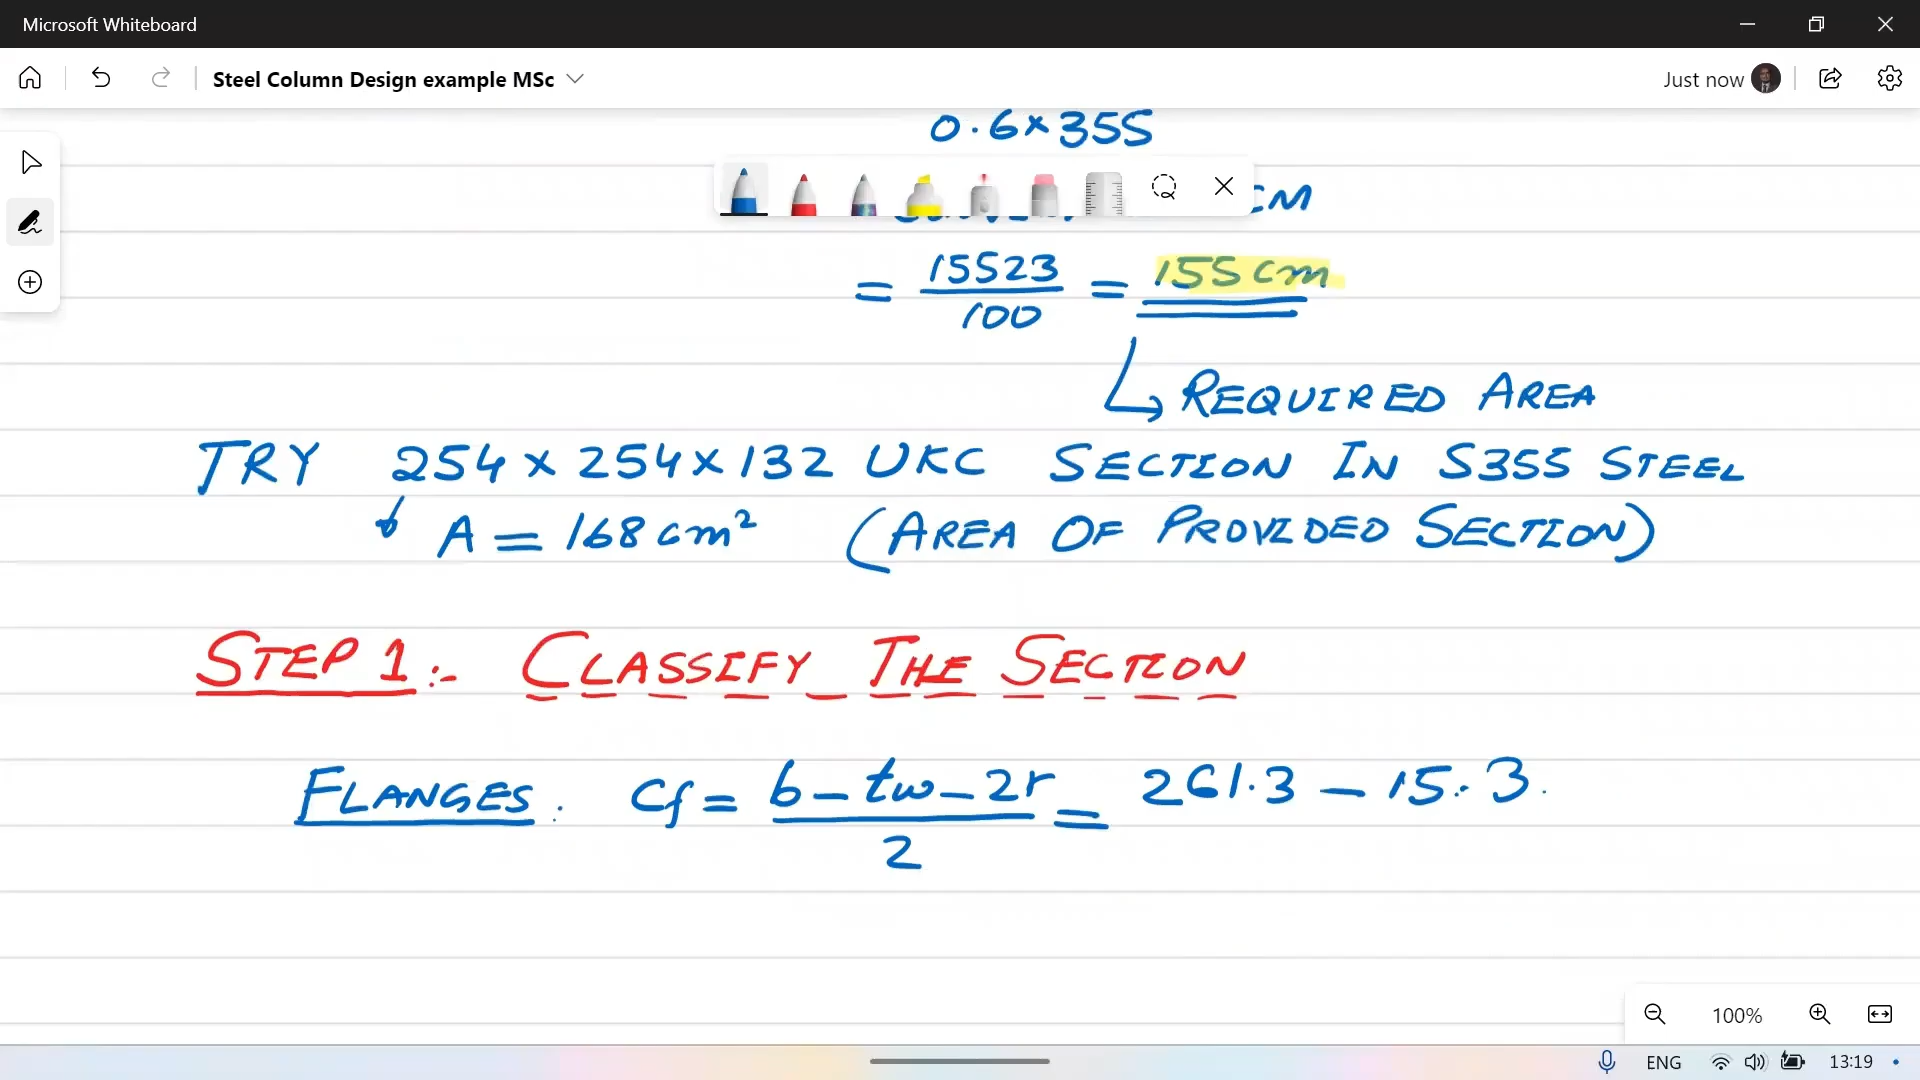 Microsoft Whiteboard
Steel Column Design example MSc
Just now
0.6×355
CM
= 15523 / 100 = 155 cm
REQUIRED AREA
TRY 254 × 254 × 132 UKC SECTION IN S355 STEEL
A = 168 cm² (AREA OF PROVIDED SECTION)
STEP 1:- CLASSIFY THE SECTION
FLANGES: Cf = b - tw - 2r / 2 = 261.3 - 15.3
100%
ENG
13:19